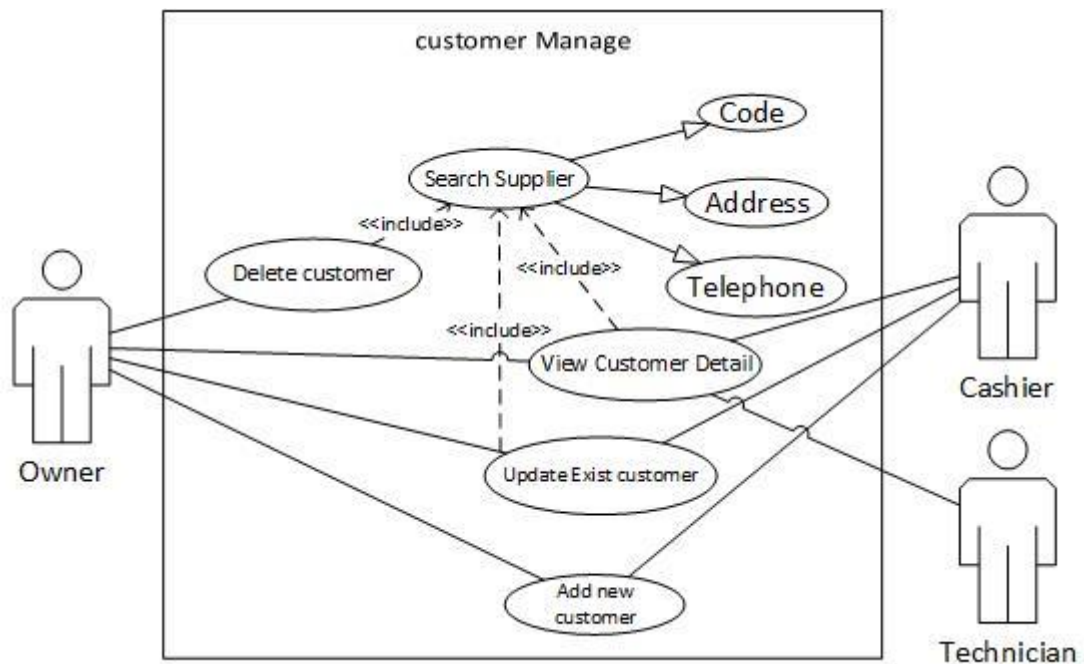 customer Manage
Code
Search Supplier
Address
<<include>>
Delete customer
<<include>>
Telephone
<<include>>
View Customer Detail
Cashier
Owner
Update Exist customer
Add new
customer
Technician